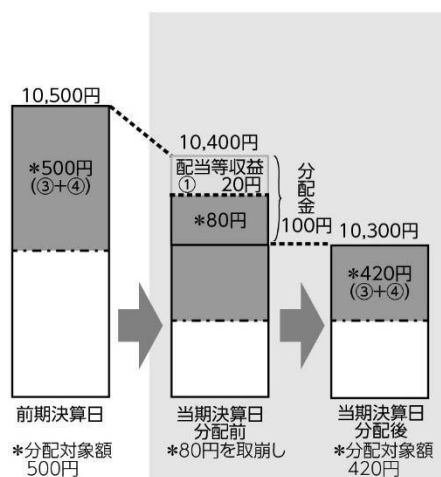 10,500円
*500円
(③+④)
前期決算日
*分配対象額
500円
10,400円
配当等収益
① 20円
*80円
分配金
100円
当期決算日
分配前
*80円を取崩し
10,300円
*420円
(③+④)
当期決算日
分配後
*分配対象額
420円